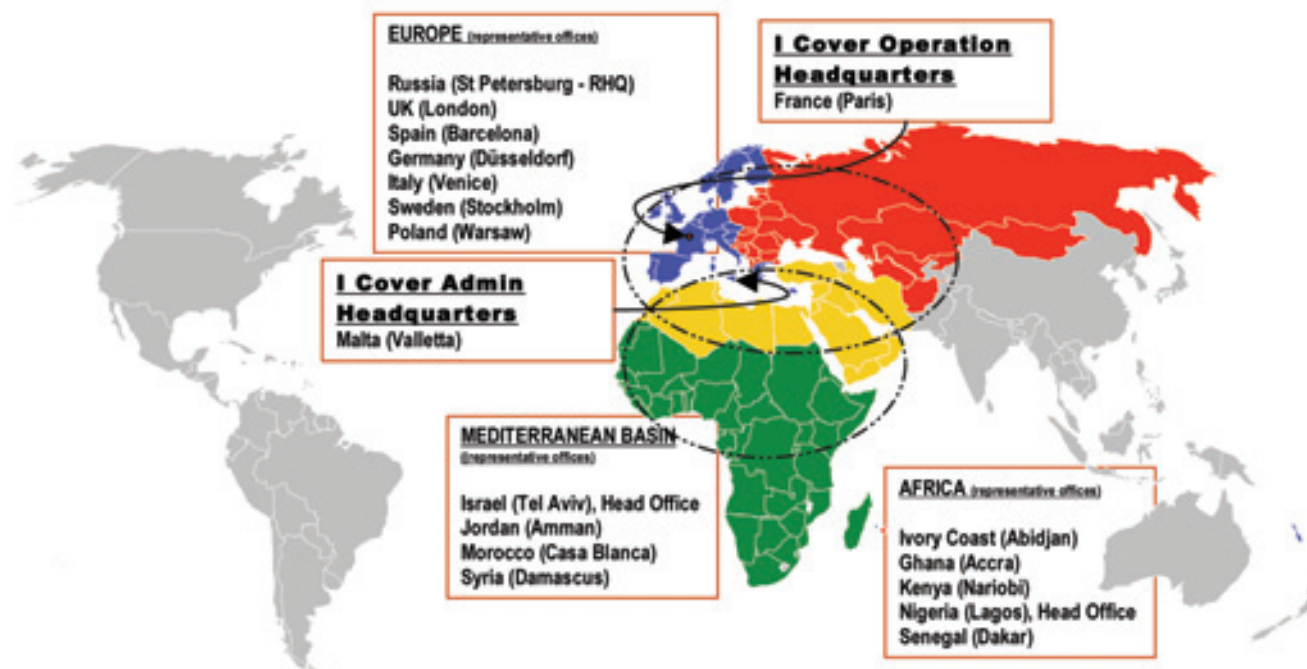 EUROPE (representative offices)
Russia (St Petersburg - RHQ)
UK (London)
Spain (Barcelona)
Germany (Düsseldorf)
Italy (Venice)
Sweden (Stockholm)
Poland (Warsaw)
I Cover Operation
Headquarters
France (Paris)
I Cover Admin
Headquarters
Malta (Valletta)
MEDITERRANEAN BASIN
((representative offices)
Israel (Tel Aviv), Head Office
Jordan (Amman)
Morocco (Casa Blanca)
Syria (Damascus)
AFRICA (representative offices)
Ivory Coast (Abidjan)
Ghana (Accra)
Kenya (Nariobi)
Nigeria (Lagos), Head Office
Senegal (Dakar)